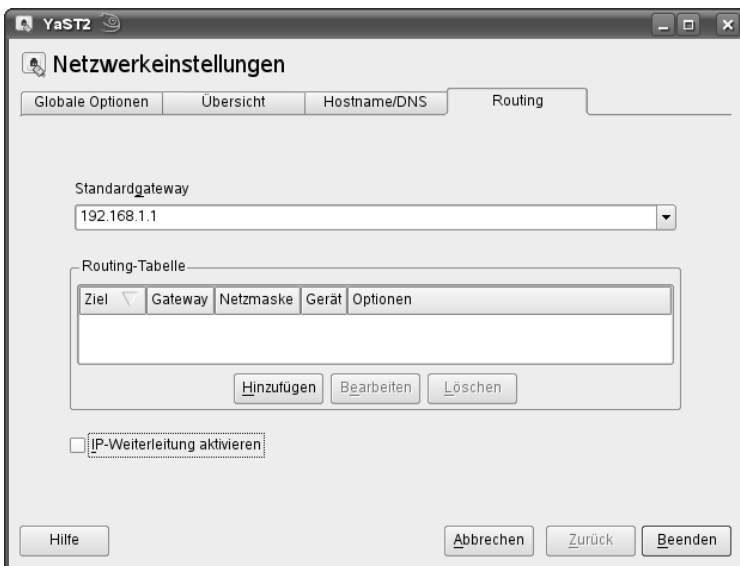 YaST2
Netzwerkeinstellungen
Globale Optionen Übersicht Hostname/DNS Routing
Standardgateway
192.168.1.1
Routing-Tabelle
Ziel Gateway Netzmaske Gerät Optionen
Hinzufügen Bearbeiten Löschen
IP-Weiterleitung aktivieren
Hilfe Abbrechen Zurück Beenden